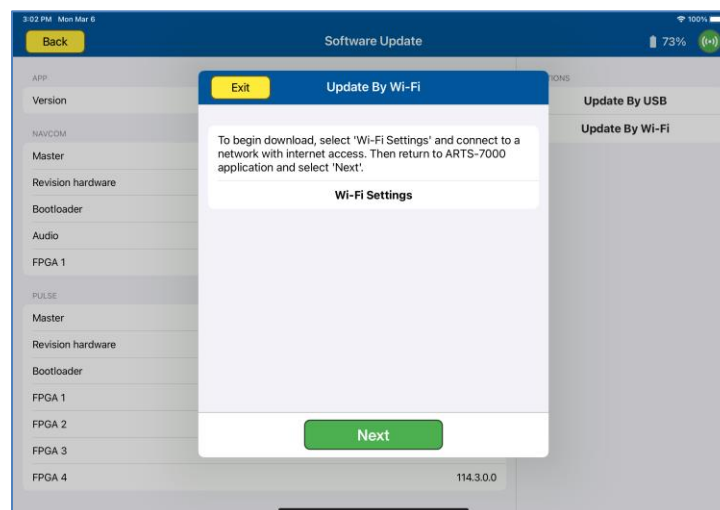 3:02 PM Mon Mar 6
100%
Back
Software Update
73%
APP
Version
NAVCOM
Master
Revision hardware
Bootloader
Audio
FPGA 1
PULSE
Master
Revision hardware
Bootloader
FPGA 1
FPGA 2
FPGA 3
FPGA 4
114.3.0.0
Exit
Update By Wi-Fi
To begin download, select 'Wi-Fi Settings' and connect to a
network with internet access. Then return to ARTS-7000
application and select 'Next'.
Wi-Fi Settings
Next
IONS
Update By USB
Update By Wi-Fi